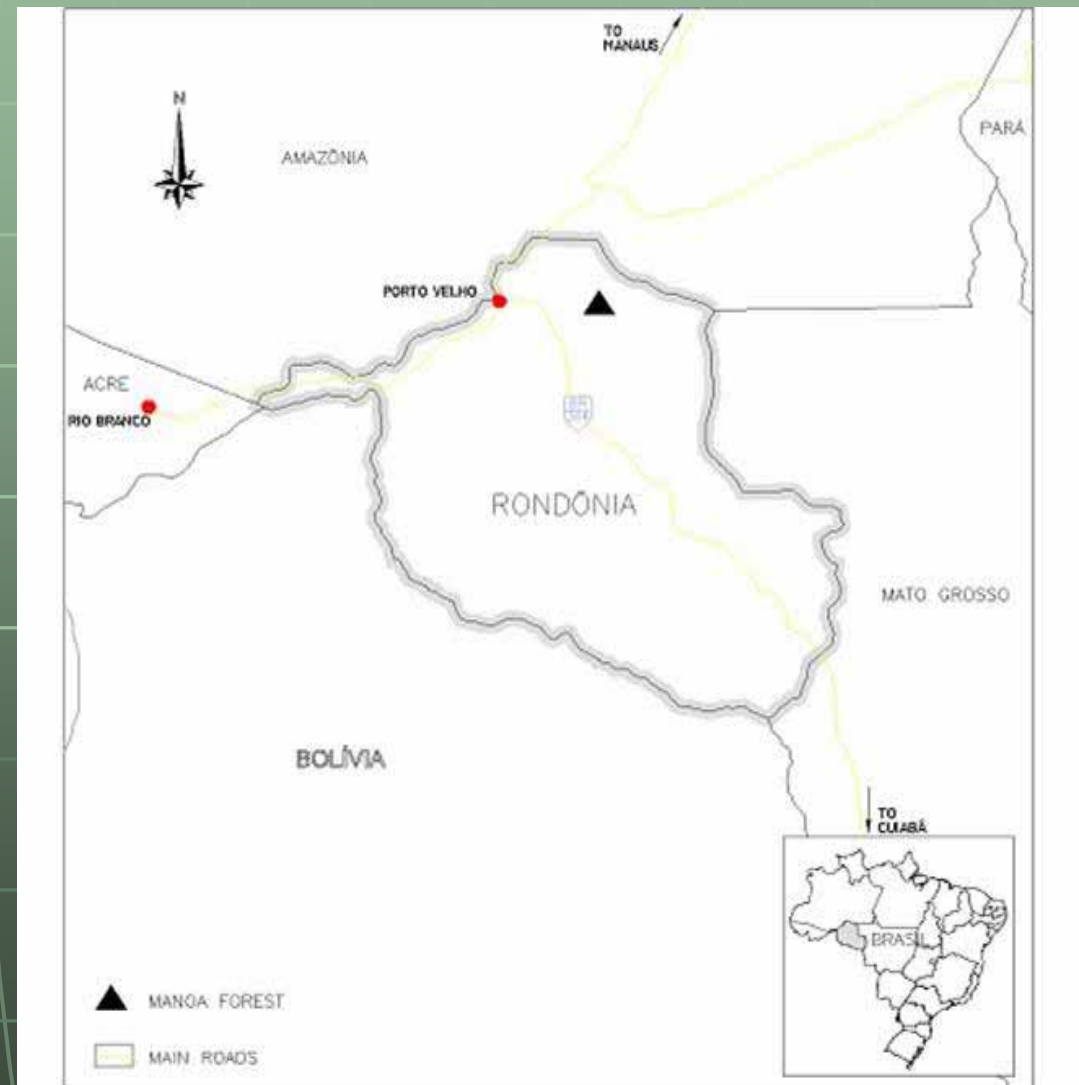 TO
MANAUS
N
PARÁ
AMAZÔNIA
PORTO VELHO
ACRE
RIO BRANCO
RONDÔNIA
MATO GROSSO
BOLÍVIA
TO
CUIABÁ
BRASIL
MANOA FOREST
MAIN ROADS